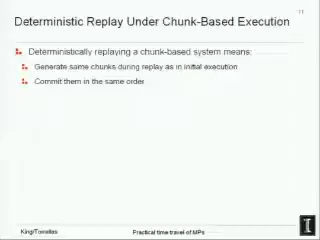 11
Deterministic Replay Under Chunk-Based Execution
Deterministically replaying a chunk-based system means:
Generate same chunks during replay as in initial execution
Commit them in the same order
King/Torrellas
Practical time travel of MPs
I